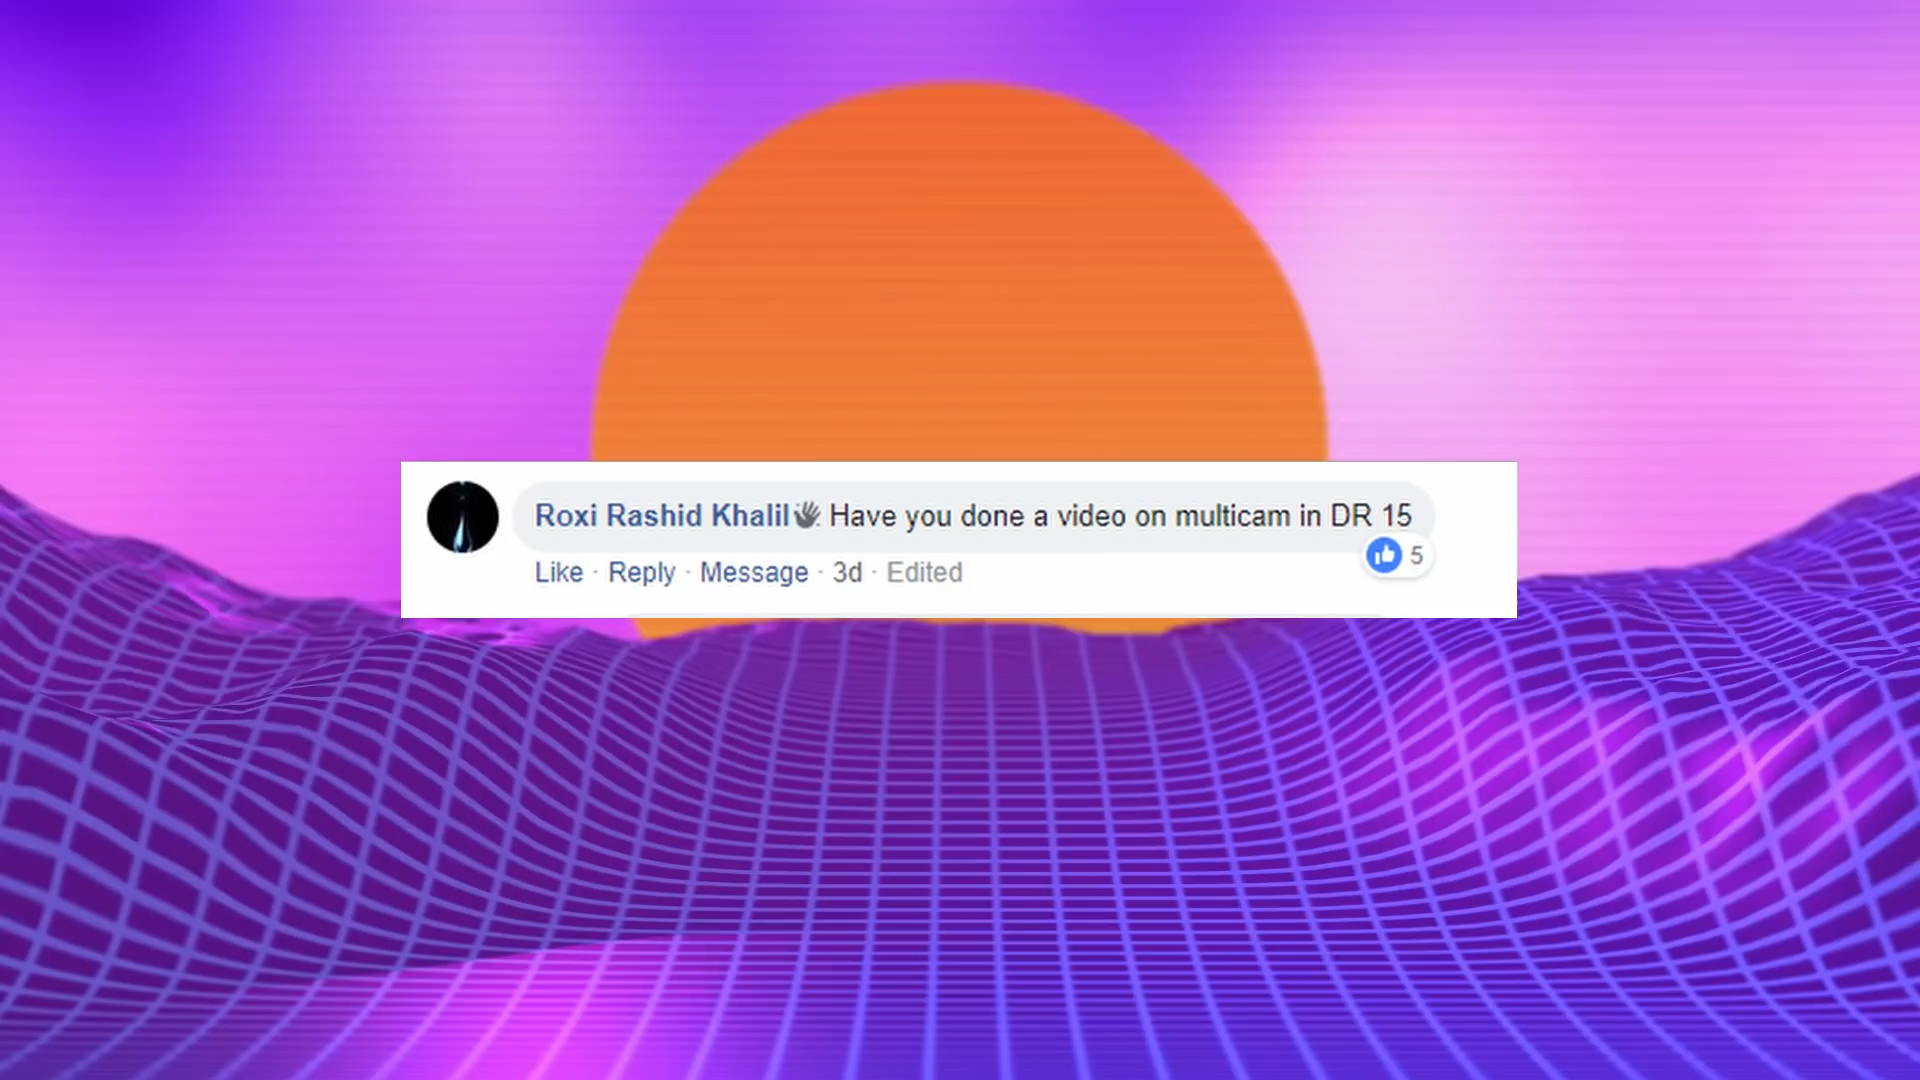 Roxi Rashid Khalil👋 Have you done a video on multicam in DR 15
5
Like · Reply · Message · 3d · Edited